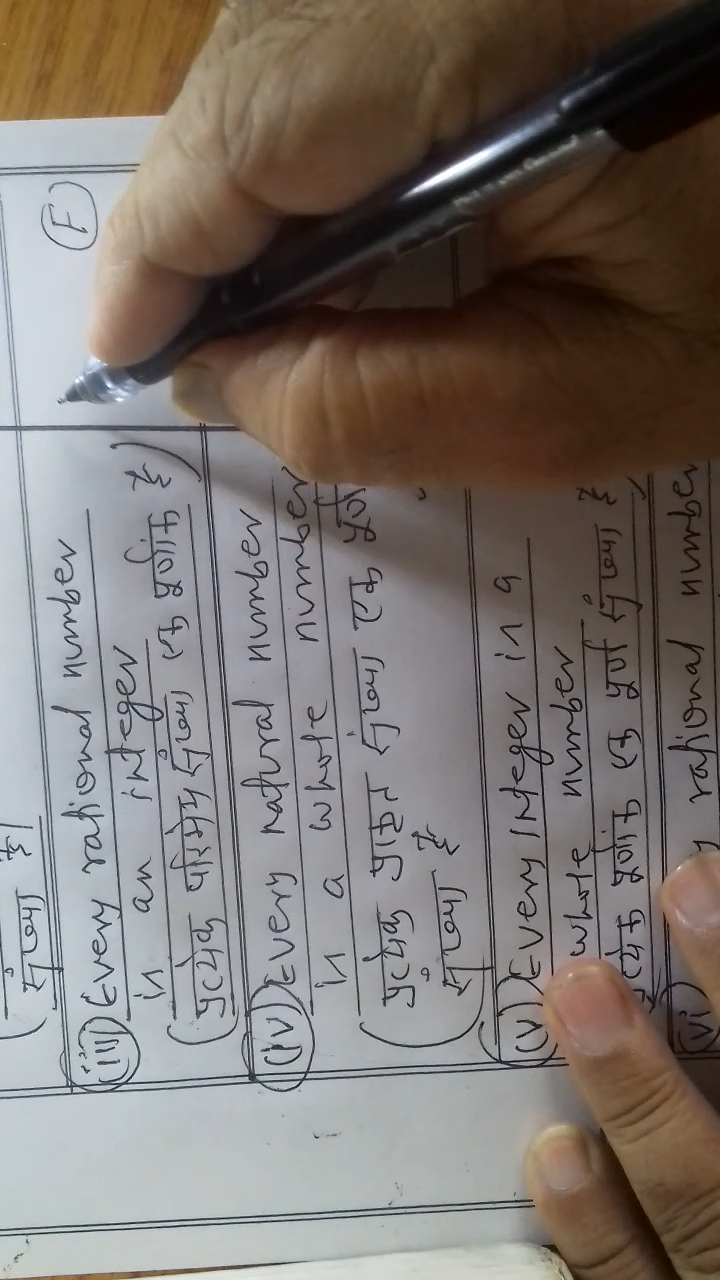 संख्या है)
(F)
(iii) Every rational number
is an integer
(प्रत्येक परिमेय संख्या एक पूर्णांक है)
(iv) Every natural number
is a whole number
(प्रत्येक प्राकृत संख्या एक पूर्ण
संख्या है
(v) Every integer is a
whole number
प्रत्येक पूर्णांक एक पूर्ण संख्या है
(vi) rational number